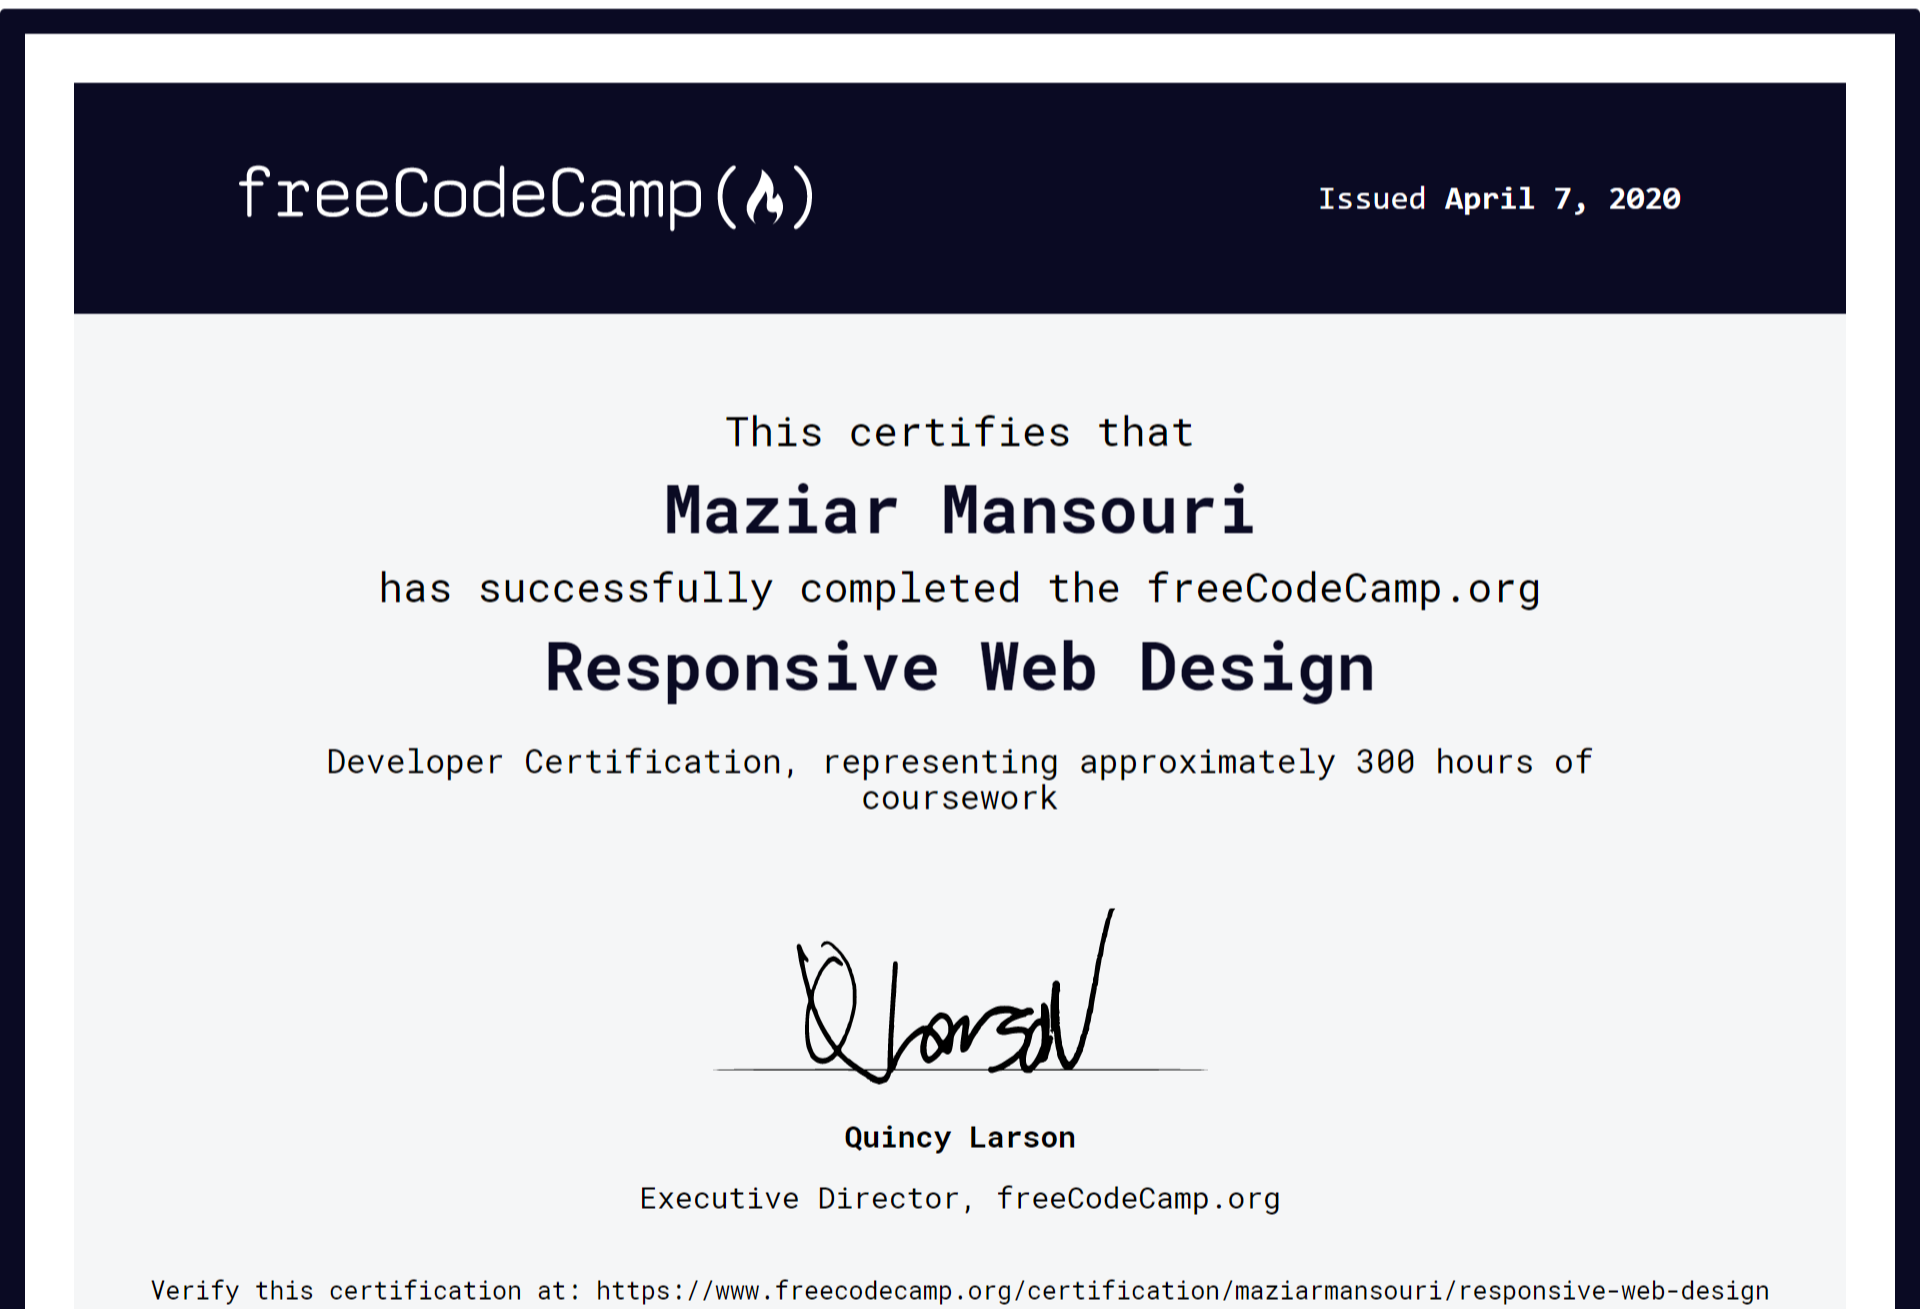 freeCodeCamp(🔥)
Issued April 7, 2020
This certifies that
Maziar Mansouri
has successfully completed the freeCodeCamp.org
Responsive Web Design
Developer Certification, representing approximately 300 hours of
coursework
Q Larson
Quincy Larson
Executive Director, freeCodeCamp.org
Verify this certification at: https://www.freecodecamp.org/certification/maziarmansouri/responsive-web-design